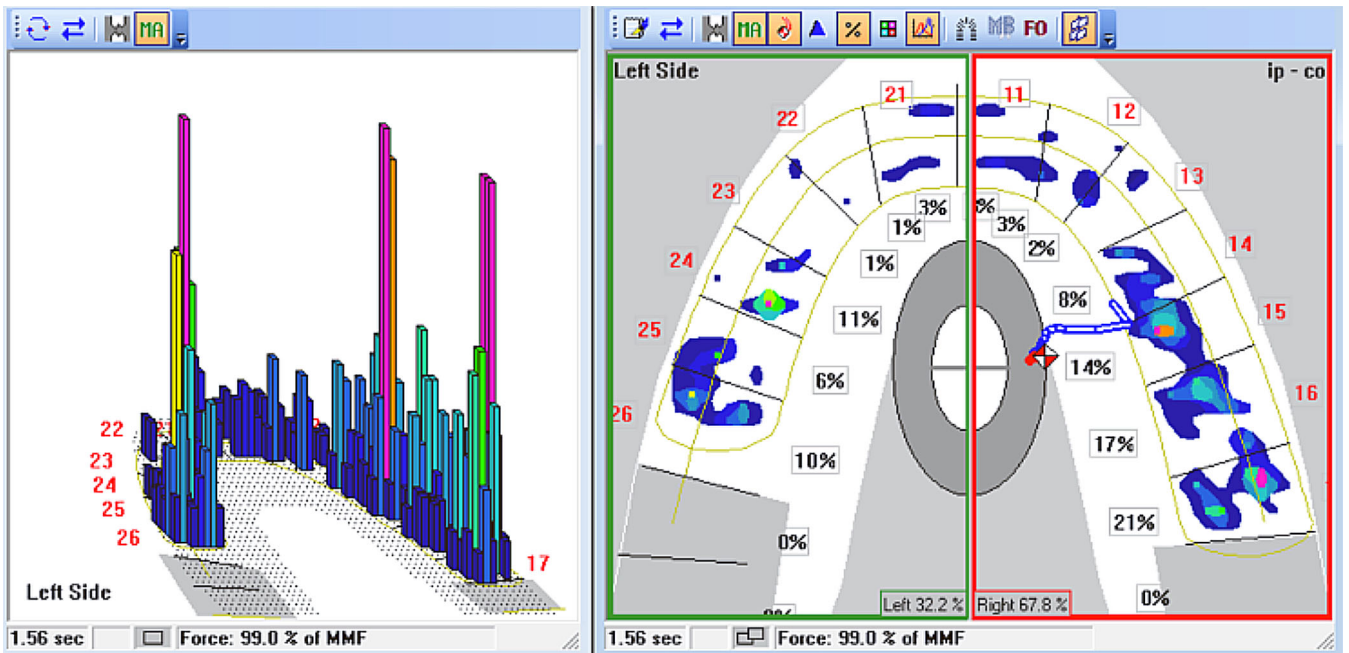 MA
22
23
24
25
26
17
Left Side
1.56 sec
Force: 99.0 % of MMF
MA
%
MB
FO
Left Side
ip - co
21
11
22
12
23
13
24
14
25
15
26
16
3%
1%
3%
1%
2%
11%
8%
6%
14%
10%
17%
0%
21%
0%
Left 32.2 %
Right 67.8 %
1.56 sec
Force: 99.0 % of MMF